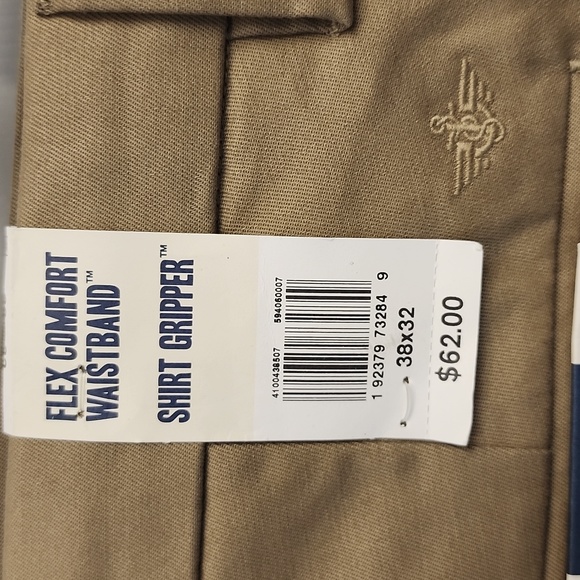 FLEX COMFORT
WAISTBAND™
SHIRT GRIPPER™
4100438507 594060007
1 92379 73284 9
38x32
$62.00